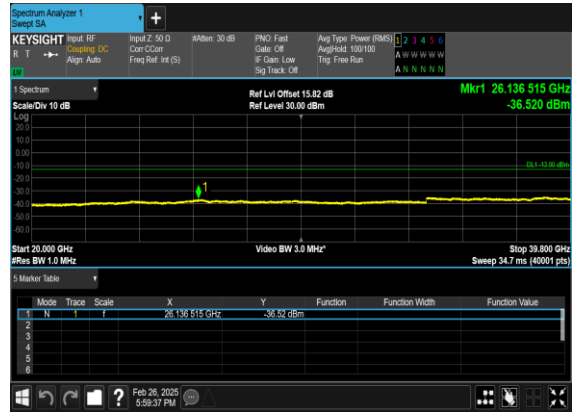 Spectrum Analyzer 1
Swept SA
+
KEYSIGHT Input: RF Input Z: 50 Ω #Atten: 30 dB PNO: Fast Avg Type: Power (RMS) 1 2 3 4 5 6
R T Coupling: DC Corr CCorr Gate: Off Avg|Hold: 100/100 A W W W W W
Align: Auto Freq Ref: Int (S) IF Gain: Low Trig: Free Run
Sig Track: Off A N N N N N
1 Spectrum Ref Lvl Offset 15.82 dB Mkr1 26.136 515 GHz
Scale/Div 10 dB Ref Level 30.00 dBm -36.520 dBm
Log
20.0
10.0
0.00
-10.0
DL1 -13.00 dBm
-20.0
-30.0
1
-40.0
-50.0
-60.0
Start 20.000 GHz Video BW 3.0 MHz* Stop 39.800 GHz
#Res BW 1.0 MHz Sweep 34.7 ms (40001 pts)
5 Marker Table
Mode Trace Scale X Y Function Function Width Function Value
1 N 1 f 26.136 515 GHz -36.52 dBm
2
3
4
5
6
? Feb 26, 2025
5:59:37 PM